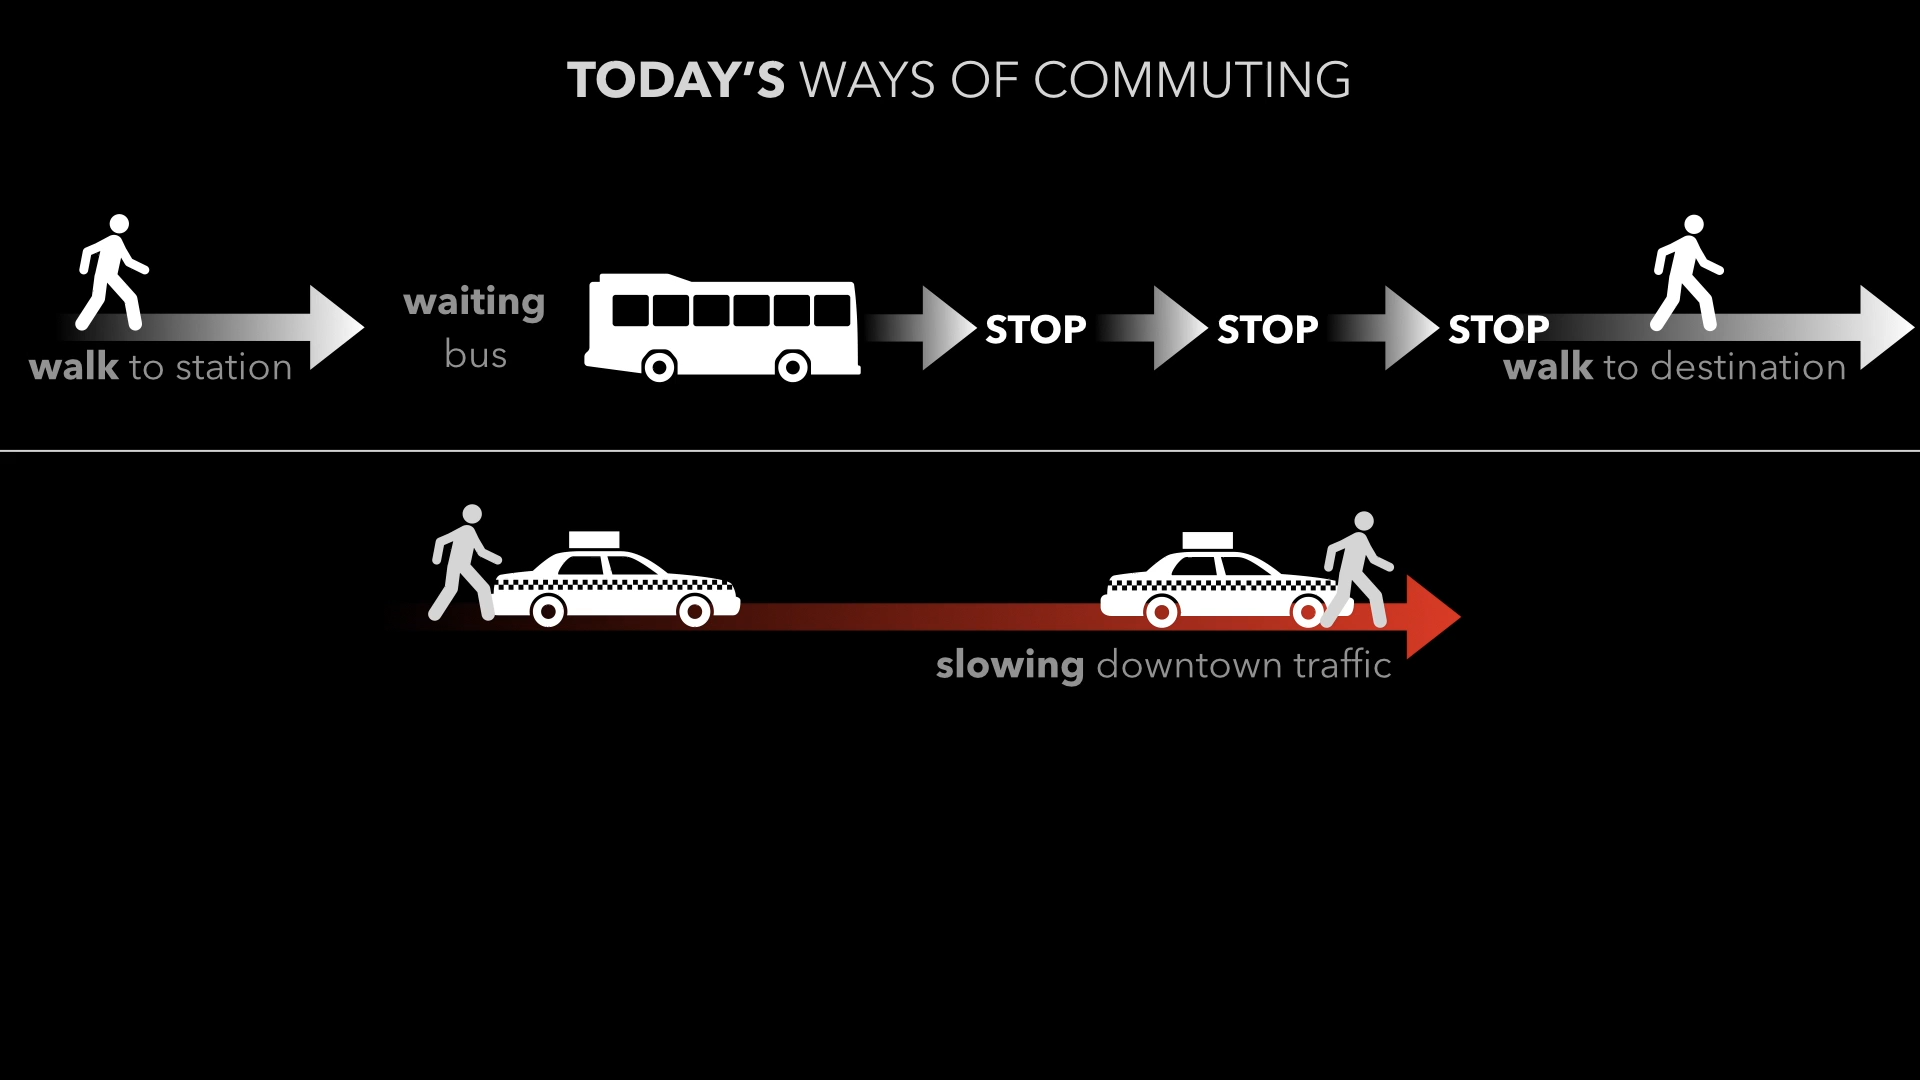 TODAY'S WAYS OF COMMUTING
waiting
bus
STOP STOP STOP
walk to station
walk to destination
slowing downtown traffic